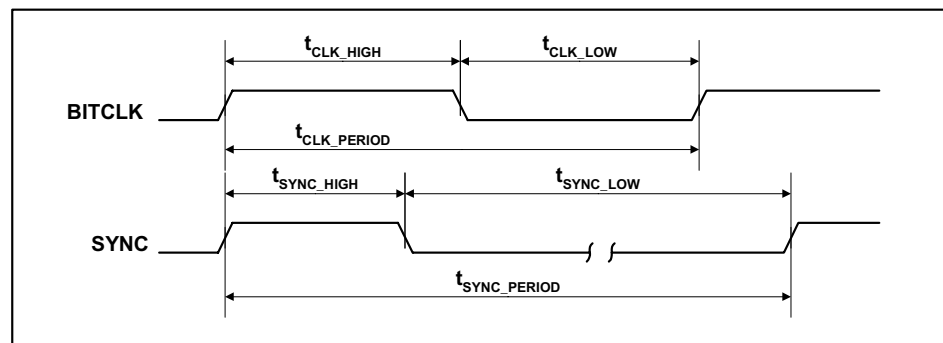 tCLK_HIGH tCLK_LOW
BITCLK
tCLK_PERIOD
tSYNC_HIGH tSYNC_LOW
SYNC
tSYNC_PERIOD